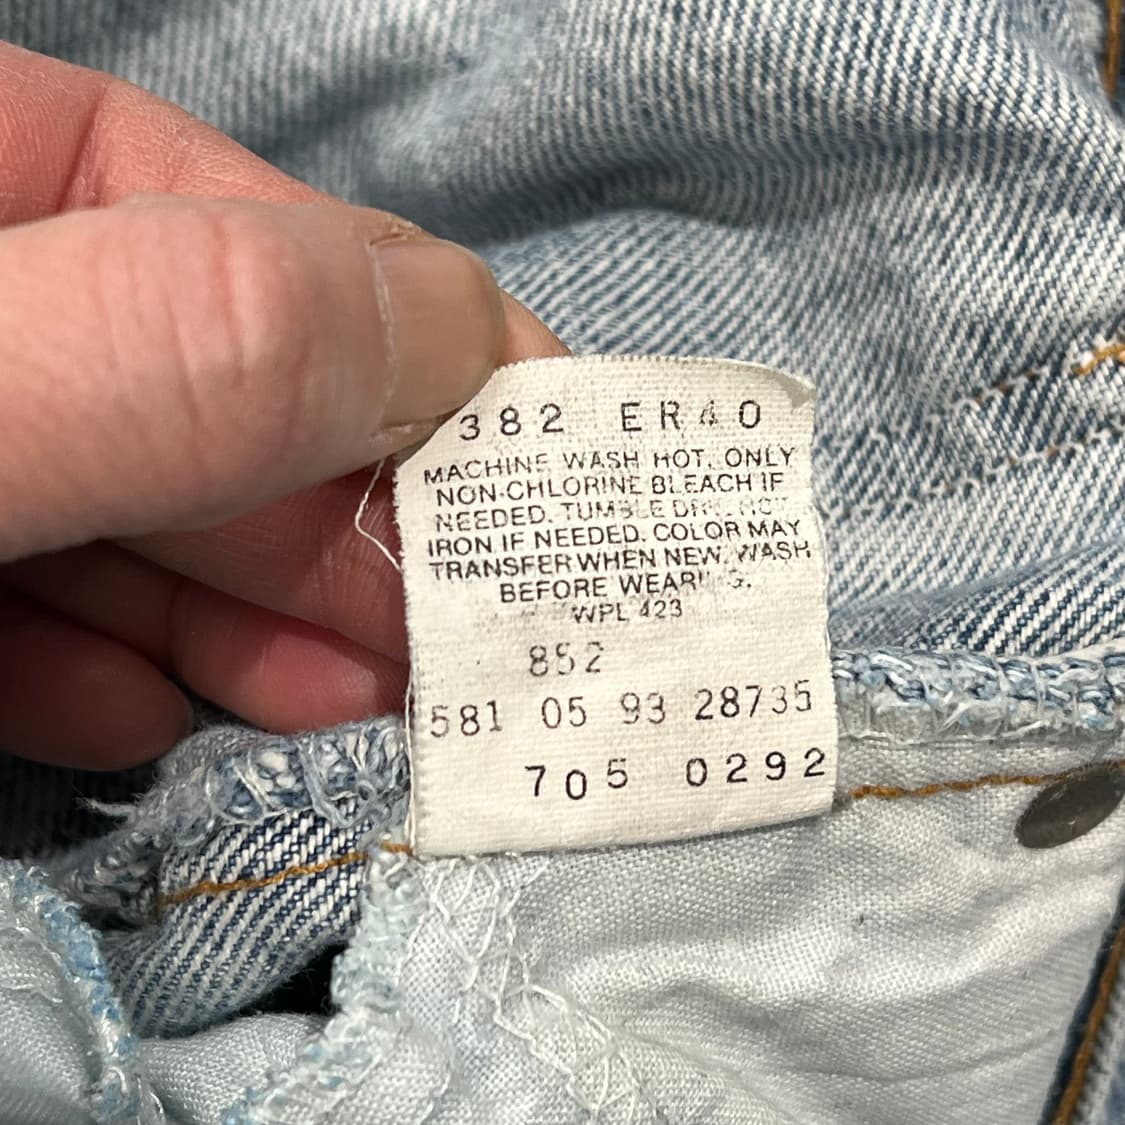 382 ER40
MACHINE WASH HOT. ONLY
NON-CHLORINE BLEACH IF
NEEDED. TUMBLE DRY. HOT
IRON IF NEEDED. COLOR MAY
TRANSFER WHEN NEW. WASH
BEFORE WEARING.
WPL 423
852
581 05 93 28735
705 0292